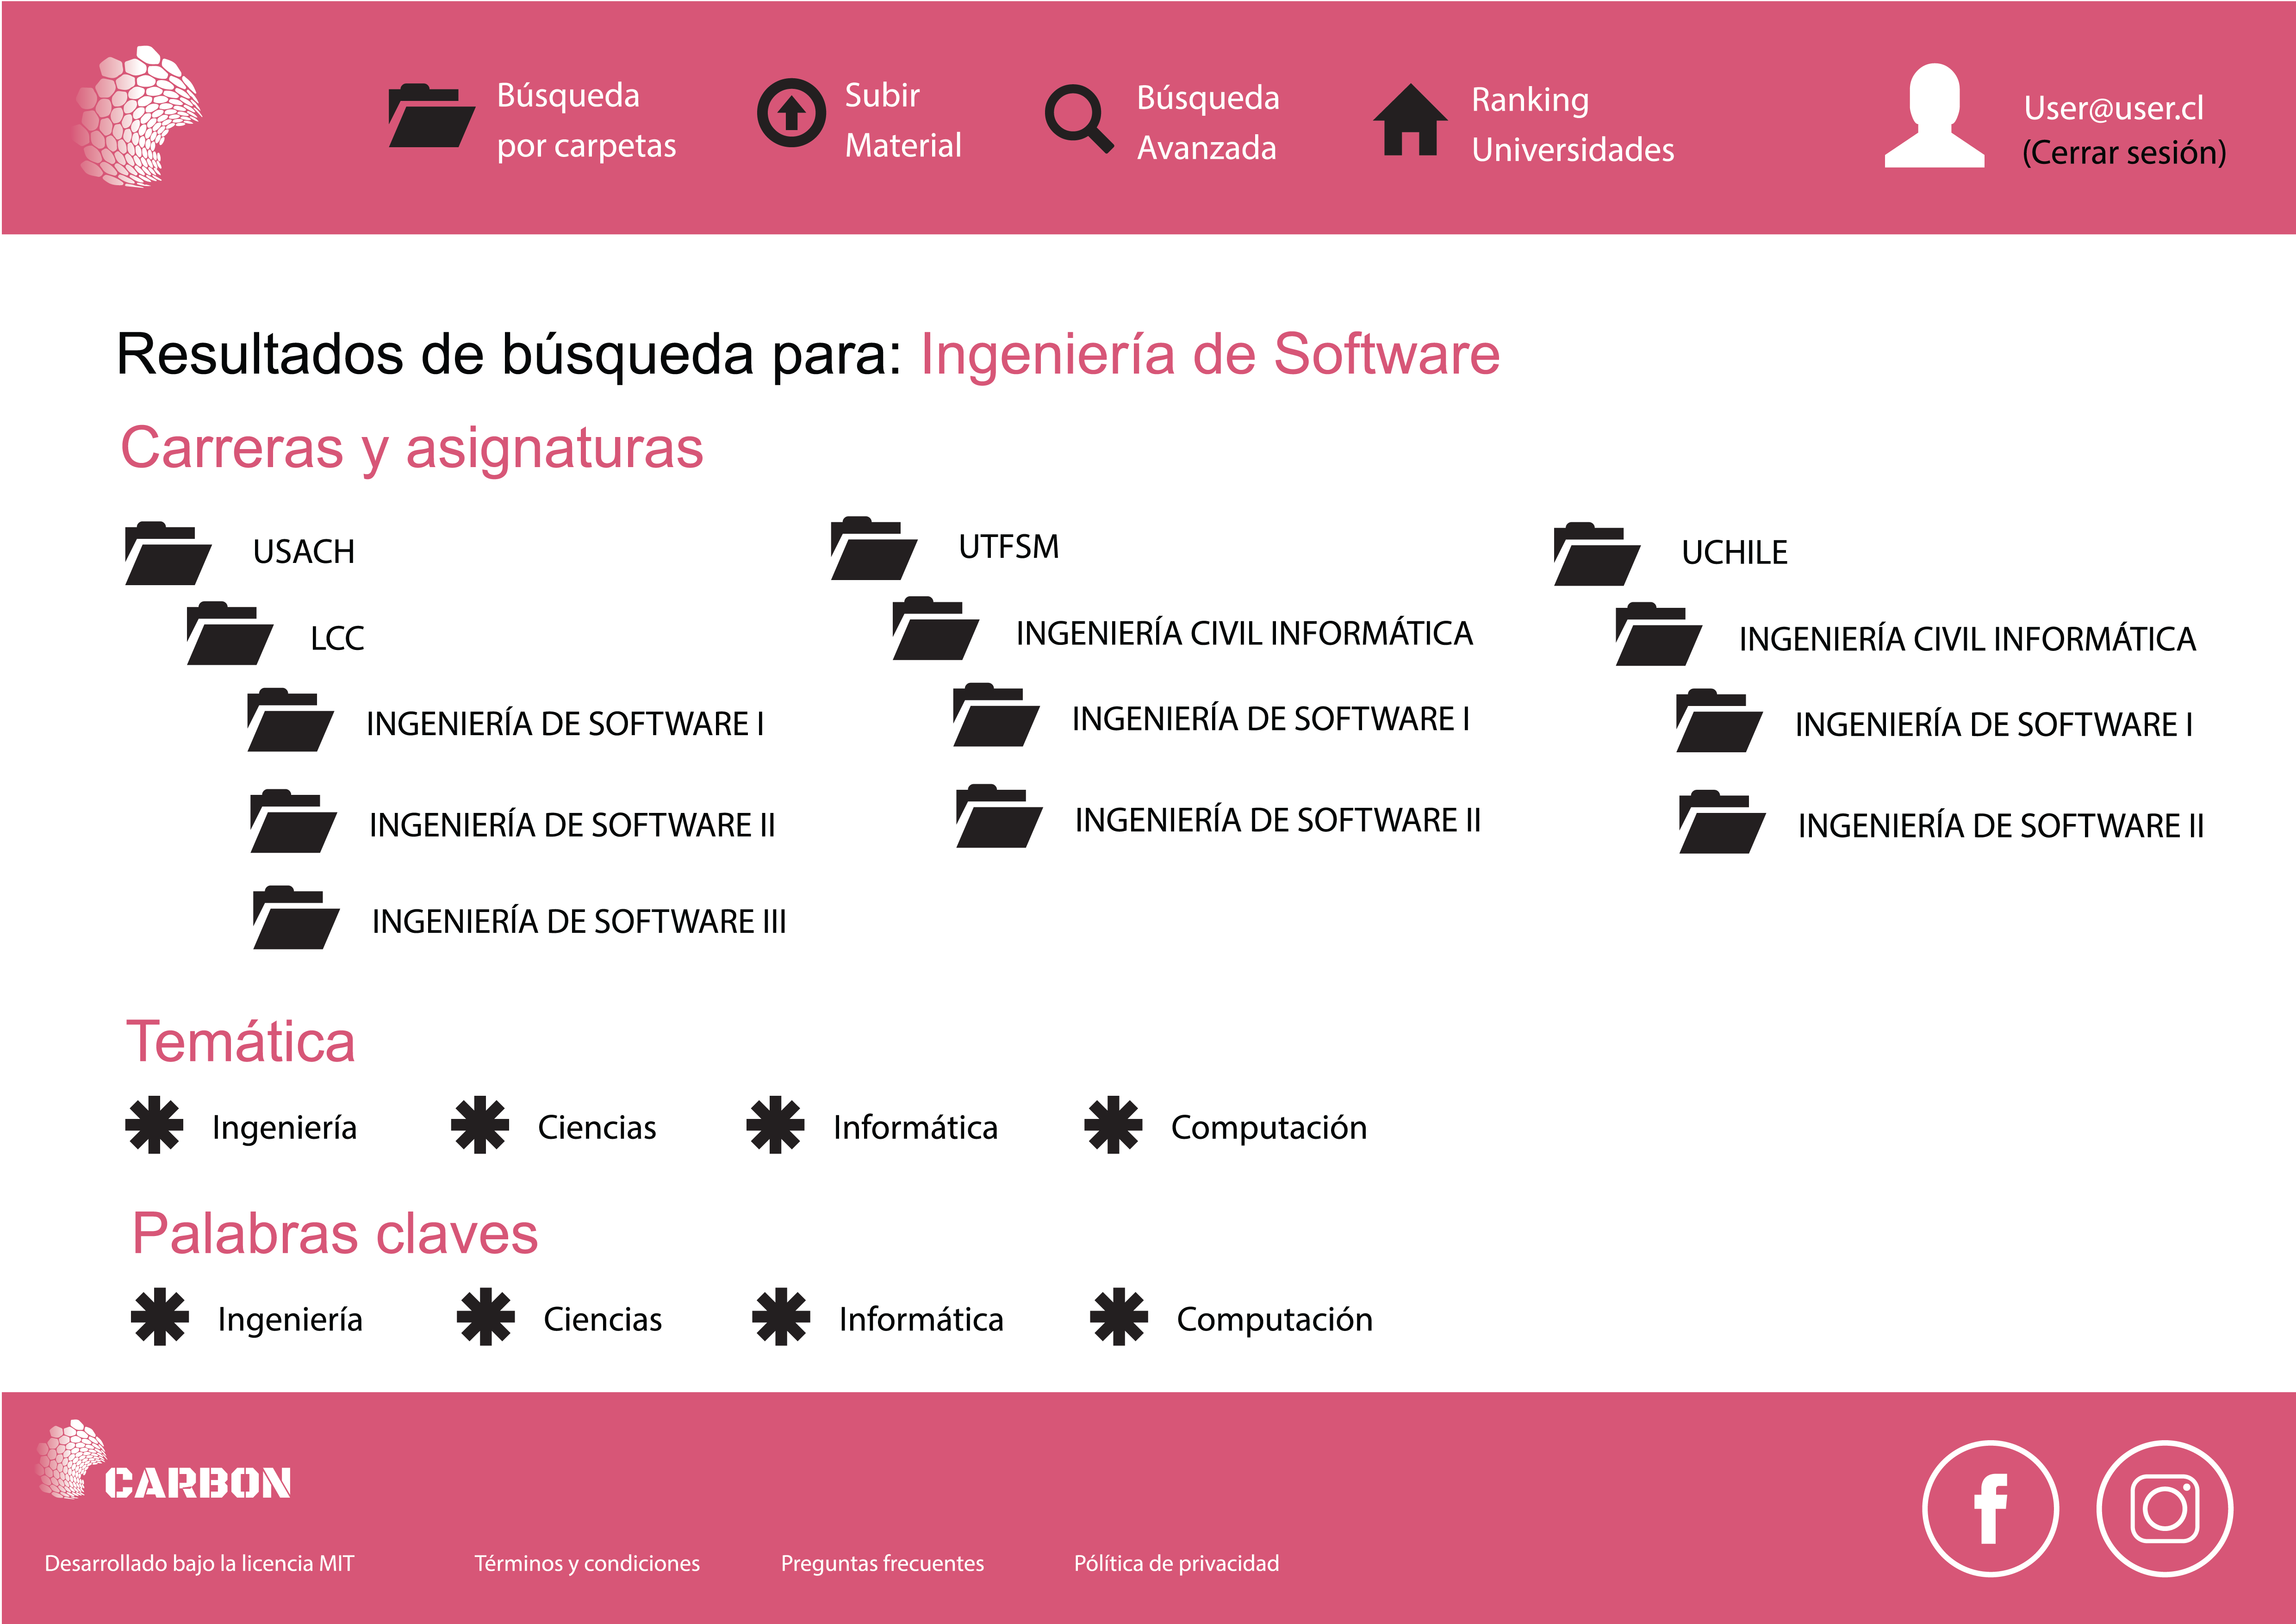 Búsqueda
por carpetas
Subir
Material
Búsqueda
Avanzada
Ranking
Universidades
User@user.cl
(Cerrar sesión)
Resultados de búsqueda para: Ingeniería de Software
Carreras y asignaturas
USACH
LCC
INGENIERÍA DE SOFTWARE I
INGENIERÍA DE SOFTWARE II
INGENIERÍA DE SOFTWARE III
UTFSM
INGENIERÍA CIVIL INFORMÁTICA
INGENIERÍA DE SOFTWARE I
INGENIERÍA DE SOFTWARE II
UCHILE
INGENIERÍA CIVIL INFORMÁTICA
INGENIERÍA DE SOFTWARE I
INGENIERÍA DE SOFTWARE II
Temática
Ingeniería Ciencias Informática Computación
Palabras claves
Ingeniería Ciencias Informática Computación
CARBON
Desarrollado bajo la licencia MIT Términos y condiciones Preguntas frecuentes Pólítica de privacidad